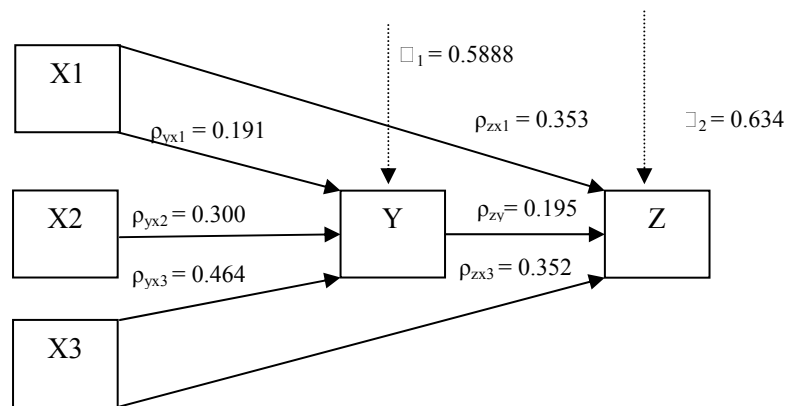 X1
□₁ = 0.5888
ρzx1 = 0.353
□₂ = 0.634
ρyx1 = 0.191
X2
ρyx2 = 0.300
Y
ρzy= 0.195
Z
ρyx3 = 0.464
ρzx3 = 0.352
X3